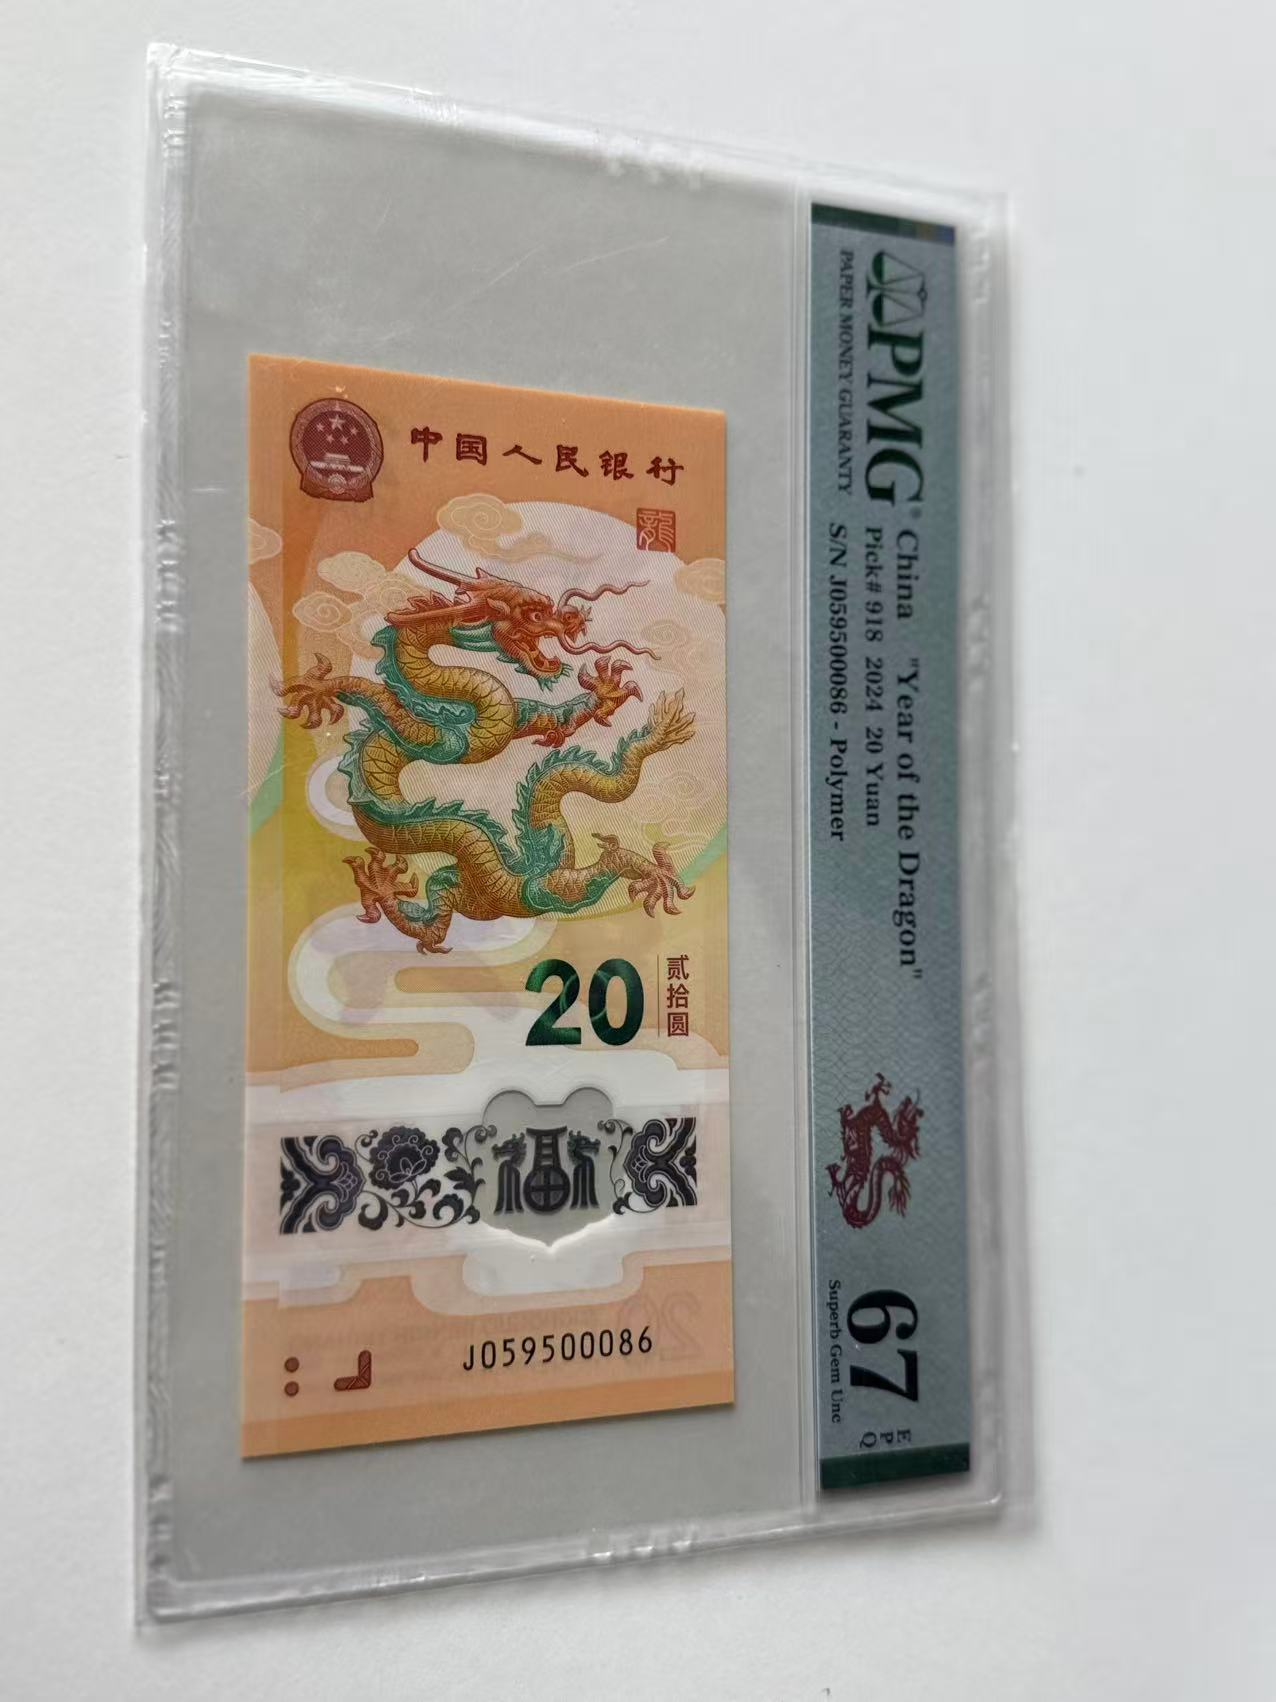 中国人民银行
龍
20
贰拾圆
福
J059500086
PMG®
PAPER MONEY GUARANTY
China "Year of the Dragon"
Pick# 918 2024 20 Yuan
S/N J059500086 - Polymer
67
EPQ
Superb Gem Unc